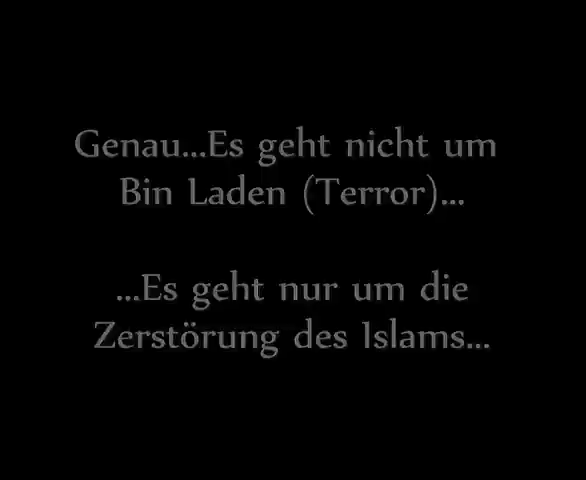 Genau...Es geht nicht um
Bin Laden (Terror)...
...Es geht nur um die
Zerstörung des Islams...